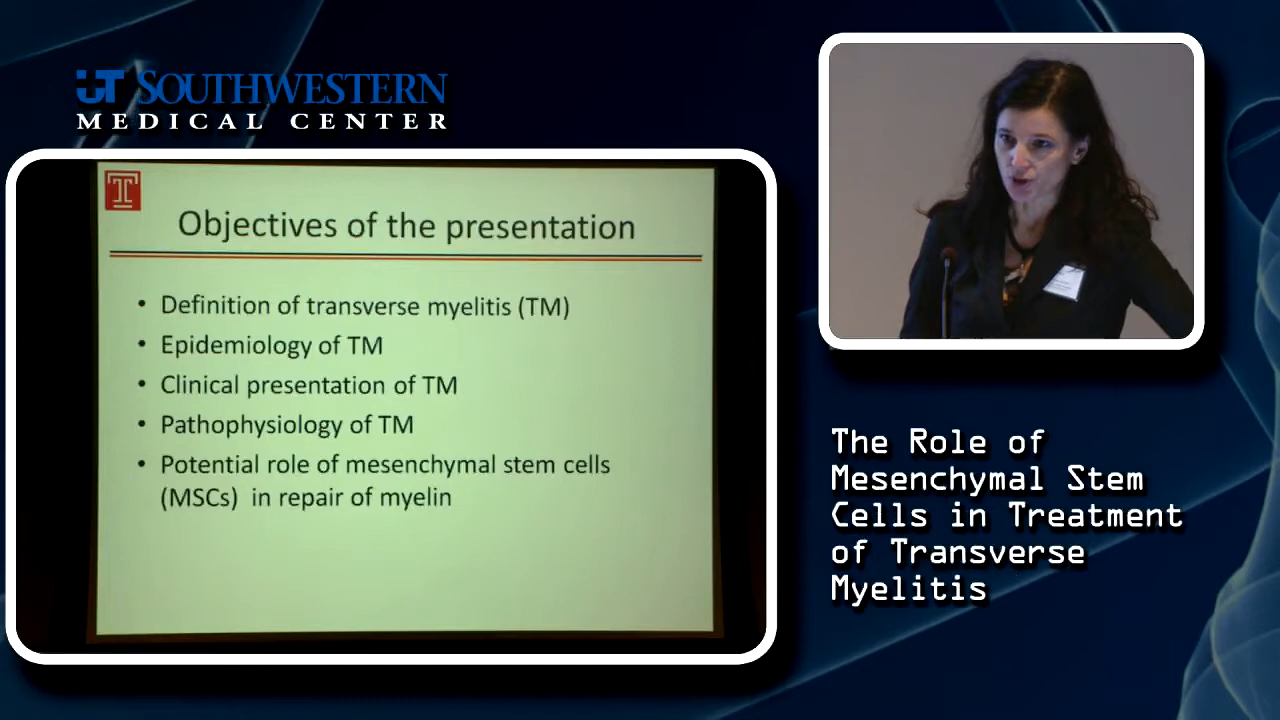 UT SOUTHWESTERN
MEDICAL CENTER
T
Objectives of the presentation
• Definition of transverse myelitis (TM)
• Epidemiology of TM
• Clinical presentation of TM
• Pathophysiology of TM
• Potential role of mesenchymal stem cells
(MSCs) in repair of myelin
The Role of
Mesenchymal Stem
Cells in Treatment
of Transverse
Myelitis